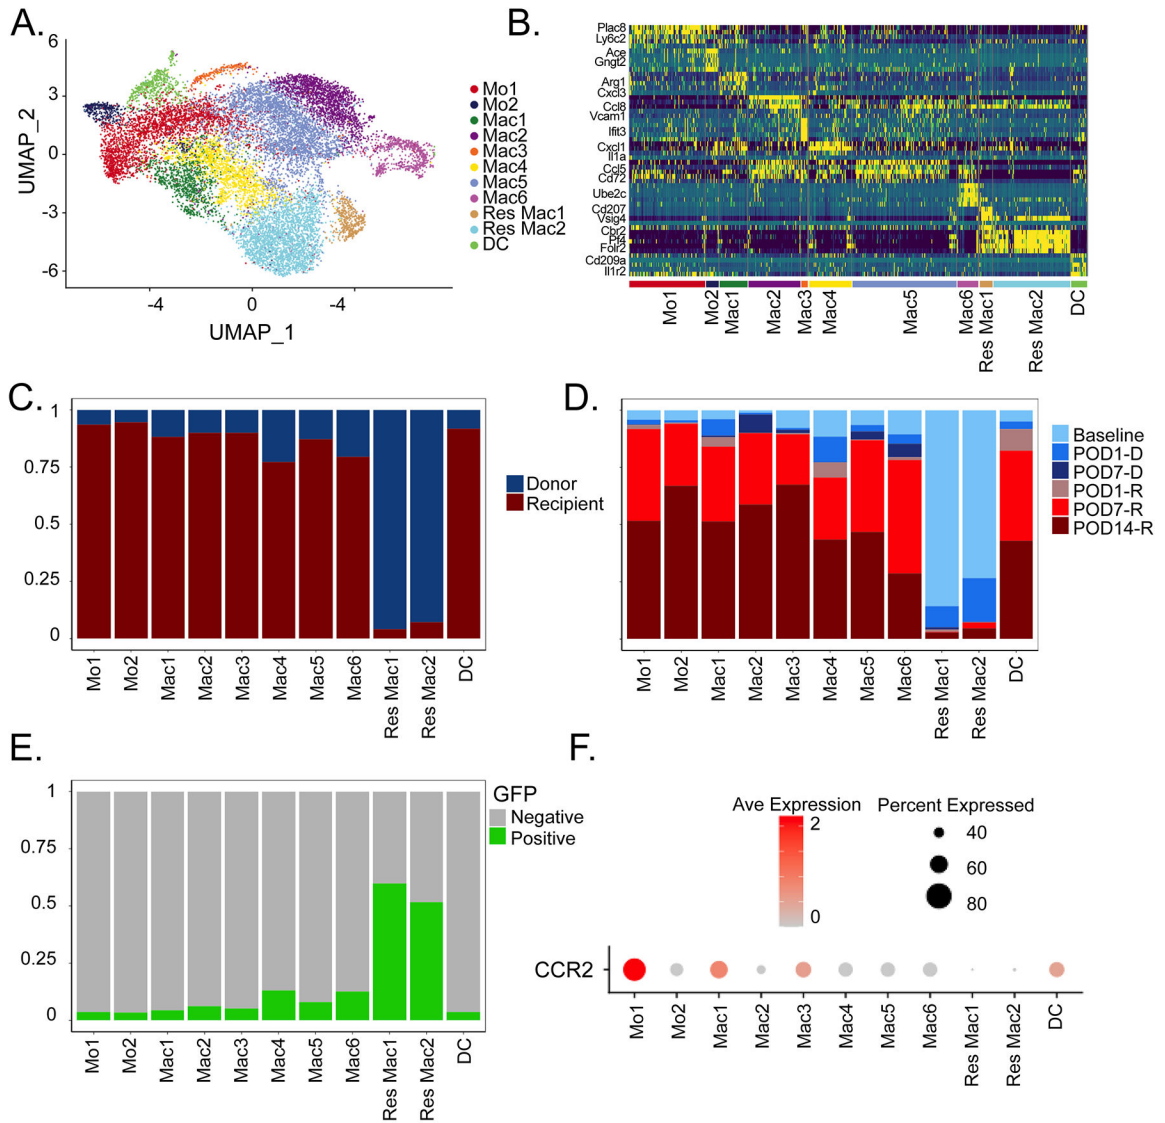 A.
6
3
0
-3
-6
UMAP_2
-4
0
-4
UMAP_1
Mo1
Mo2
Mac1
Mac2
Mac3
Mac4
Mac5
Mac6
Res Mac1
Res Mac2
DC
B.
Plac8
Ly6c2
Ace
Gngt2
Arg1
Cxcl3
Ccl8
Vcam1
Ifit3
Cxcl1
Il1a
Ccl5
Cd72
Ube2c
Cd207
Vsig4
Cbr2
Pf4
Folr2
Cd209a
Il1r2
Mo1
Mo2
Mac1
Mac2
Mac3
Mac4
Mac5
Mac6
Res Mac1
Res Mac2
DC
C.
1
0.75
0.5
0.25
0
Mo1
Mo2
Mac1
Mac2
Mac3
Mac4
Mac5
Mac6
Res Mac1
Res Mac2
DC
Donor
Recipient
D.
Mo1
Mo2
Mac1
Mac2
Mac3
Mac4
Mac5
Mac6
Res Mac1
Res Mac2
DC
Baseline
POD1-D
POD7-D
POD1-R
POD7-R
POD14-R
E.
1
0.75
0.5
0.25
0
Mo1
Mo2
Mac1
Mac2
Mac3
Mac4
Mac5
Mac6
Res Mac1
Res Mac2
DC
GFP
Negative
Positive
F.
Ave Expression
2
0
Percent Expressed
40
60
80
CCR2
Mo1
Mo2
Mac1
Mac2
Mac3
Mac4
Mac5
Mac6
Res Mac1
Res Mac2
DC